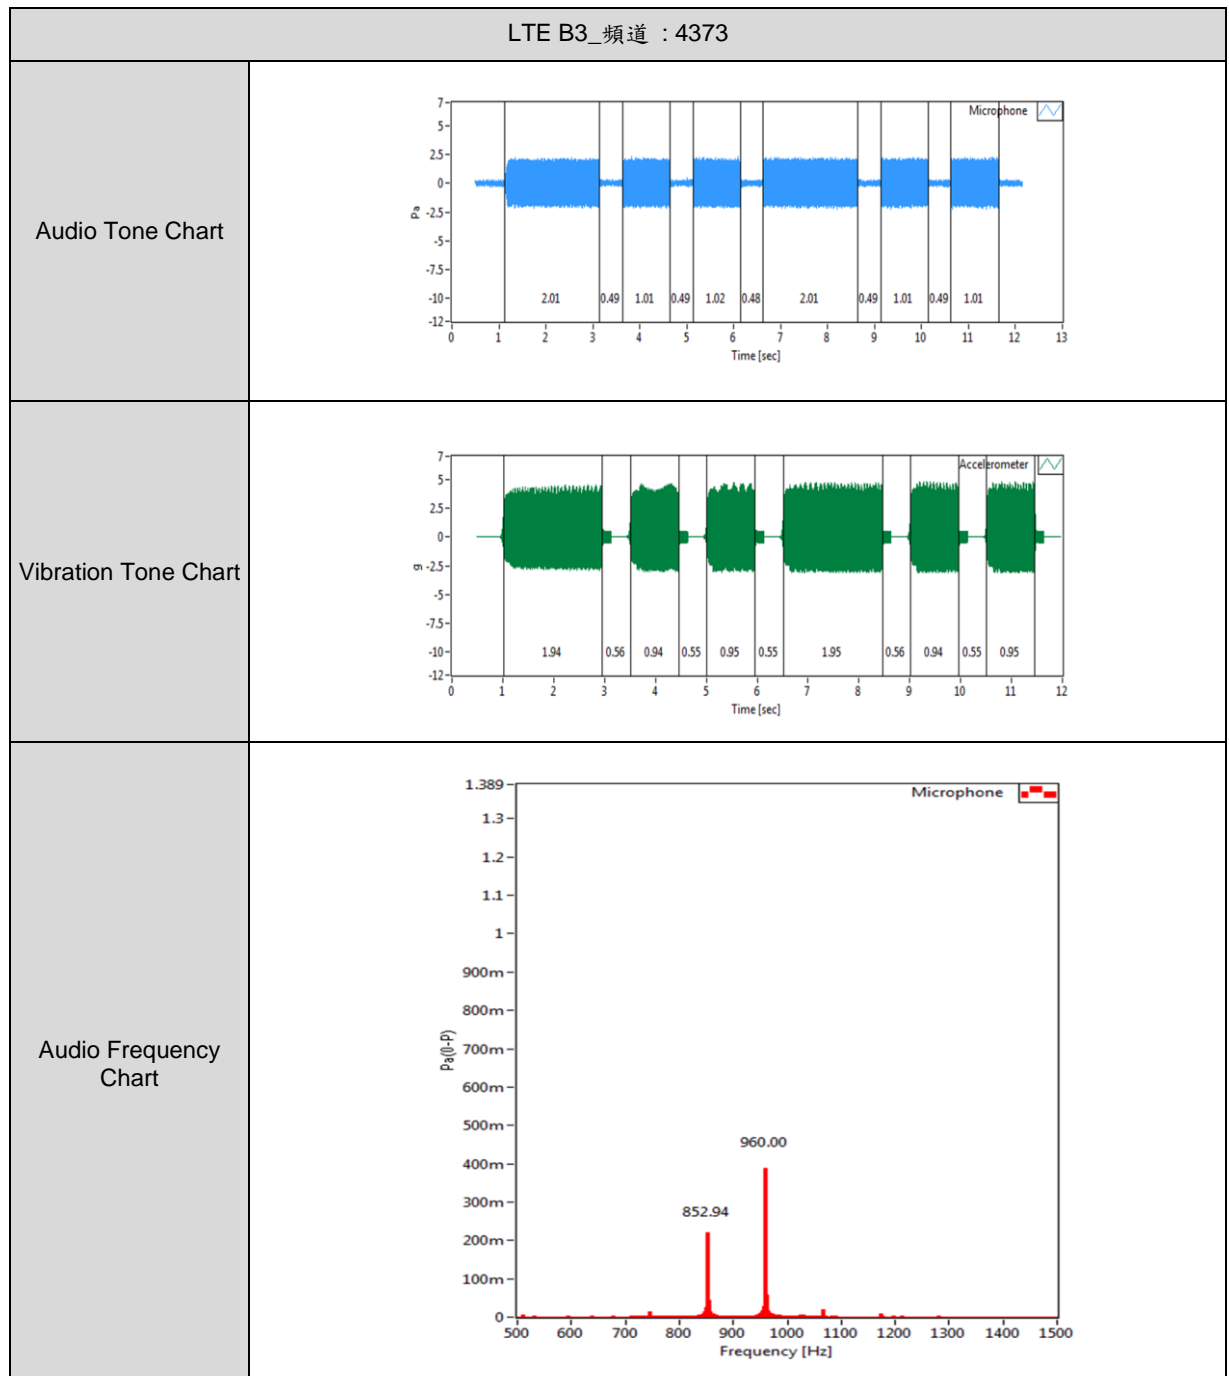 LTE B3_頻道 : 4373
Audio Tone Chart
Microphone
7
5
2.5
0
-2.5
-5
-7.5
-10
-12
Pa
2.01 0.49 1.01 0.49 1.02 0.48 2.01 0.49 1.01 0.49 1.01
0 1 2 3 4 5 6 7 8 9 10 11 12 13
Time [sec]
Vibration Tone Chart
Accelerometer
7
5
2.5
0
-2.5
-5
-7.5
-10
-12
g
1.94 0.56 0.94 0.55 0.95 0.55 1.95 0.56 0.94 0.55 0.95
0 1 2 3 4 5 6 7 8 9 10 11 12
Time [sec]
Audio Frequency
Chart
Microphone
1.389
1.3
1.2
1.1
1
900m
800m
700m
600m
500m
400m
300m
200m
100m
0
Pa(0-P)
960.00
852.94
500 600 700 800 900 1000 1100 1200 1300 1400 1500
Frequency [Hz]